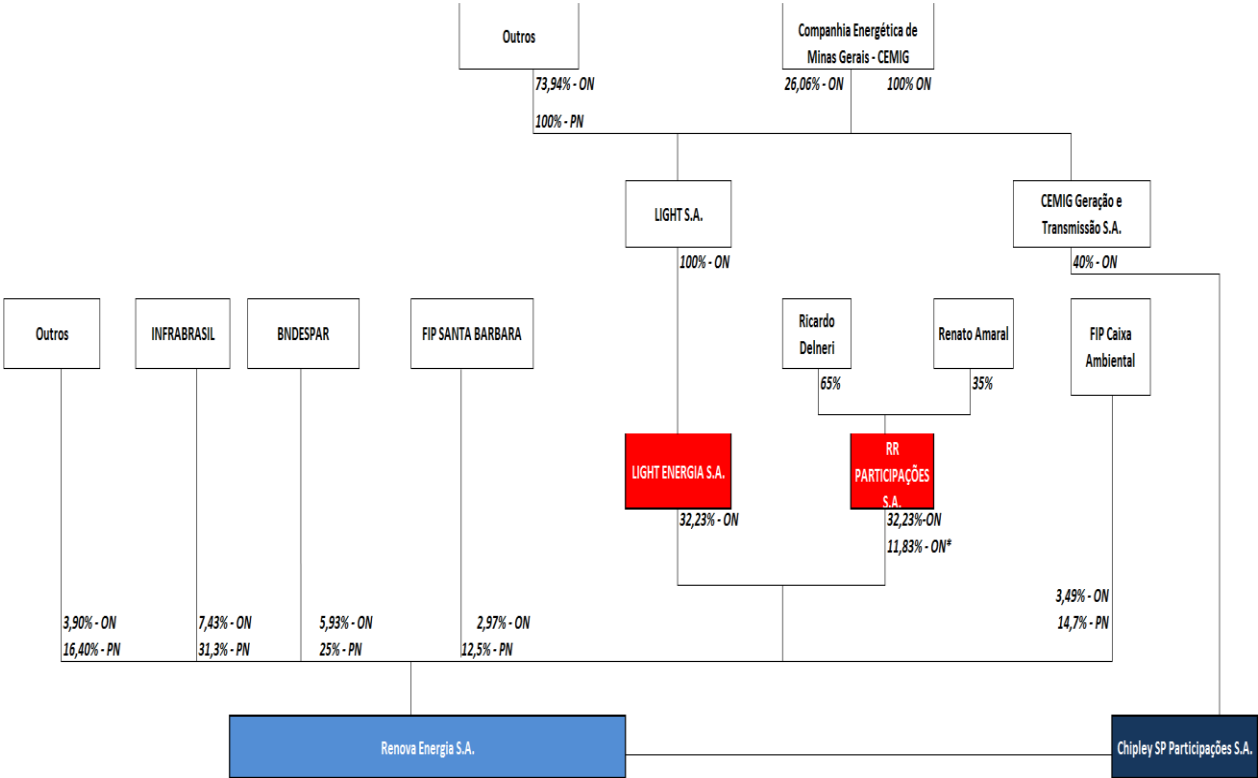 Outros
Companhia Energética de
Minas Gerais - CEMIG
73,94% - ON
26,06% - ON
100% ON
100% - PN
LIGHT S.A.
CEMIG Geração e
Transmissão S.A.
100% - ON
40% - ON
Outros
INFRABRASIL
BNDESPAR
FIP SANTA BARBARA
Ricardo
Delneri
Renato Amaral
FIP Caixa
Ambiental
65%
35%
LIGHT ENERGIA S.A.
RR
PARTICIPAÇÕES
S.A.
32,23% - ON
32,23%-ON
11,83% - ON*
3,49% - ON
14,7% - PN
3,90% - ON
7,43% - ON
5,93% - ON
2,97% - ON
16,40% - PN
31,3% - PN
25% - PN
12,5% - PN
Renova Energia S.A.
Chipley SP Participações S.A.